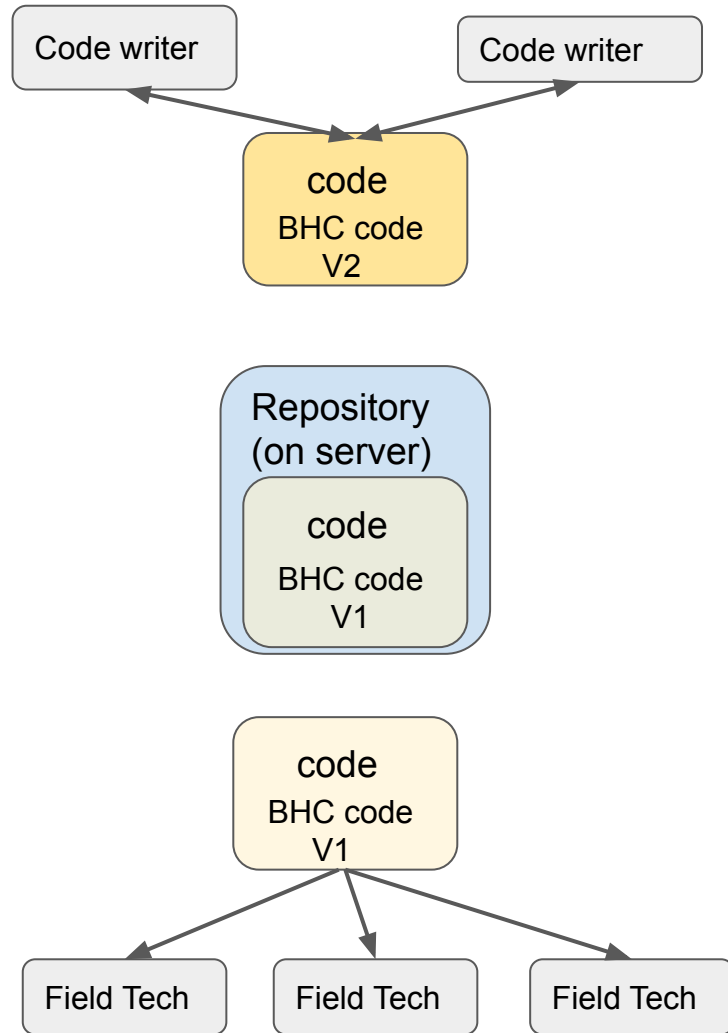 Code writer
Code writer
code
BHC code
V2
Repository
(on server)
code
BHC code
V1
code
BHC code
V1
Field Tech
Field Tech
Field Tech